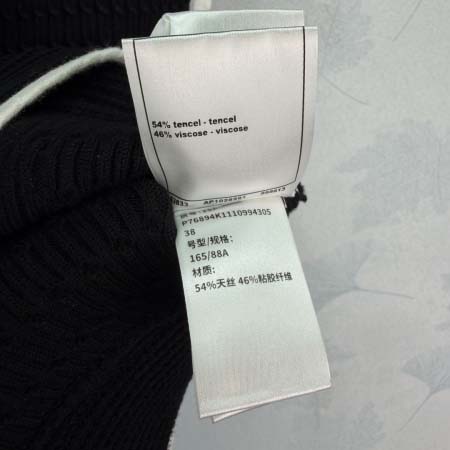 54% tencel - tencel
46% viscose - viscose
P76894K1110994305
38
号型/规格:
165/88A
材质:
54%天丝 46%粘胶纤维